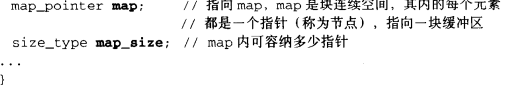 map_pointer map; // 指向 map，map 是块连续空间，其内的每个元素
// 都是一个指针（称为节点），指向一块缓冲区
size_type map_size; // map 内可容纳多少指针
...
}